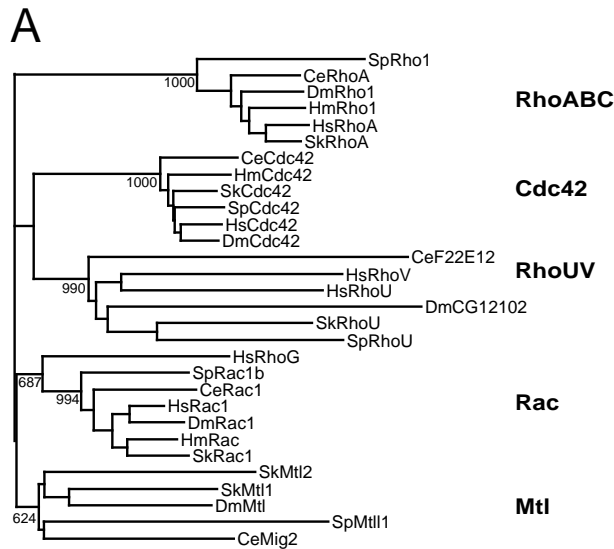 A
SpRho1
1000
CeRhoA
DmRho1
RhoABC
HmRho1
HsRhoA
SkRhoA
CeCdc42
1000
HmCdc42
SkCdc42
Cdc42
SpCdc42
HsCdc42
DmCdc42
CeF22E12
RhoUV
HsRhoV
990
HsRhoU
DmCG12102
SkRhoU
SpRhoU
HsRhoG
687
SpRac1b
994
CeRac1
HsRac1
Rac
DmRac1
HmRac
SkRac1
SkMtl2
SkMtl1
DmMtl
Mtl
624
SpMtll1
CeMig2